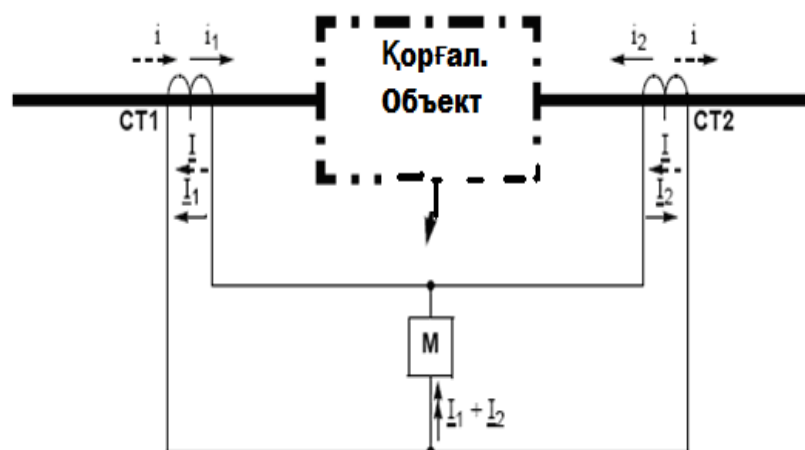 i i₁
Қорғал.
Объект
i₂ i
CT1
CT2
I
I₁
I
I₂
M
I₁ + I₂